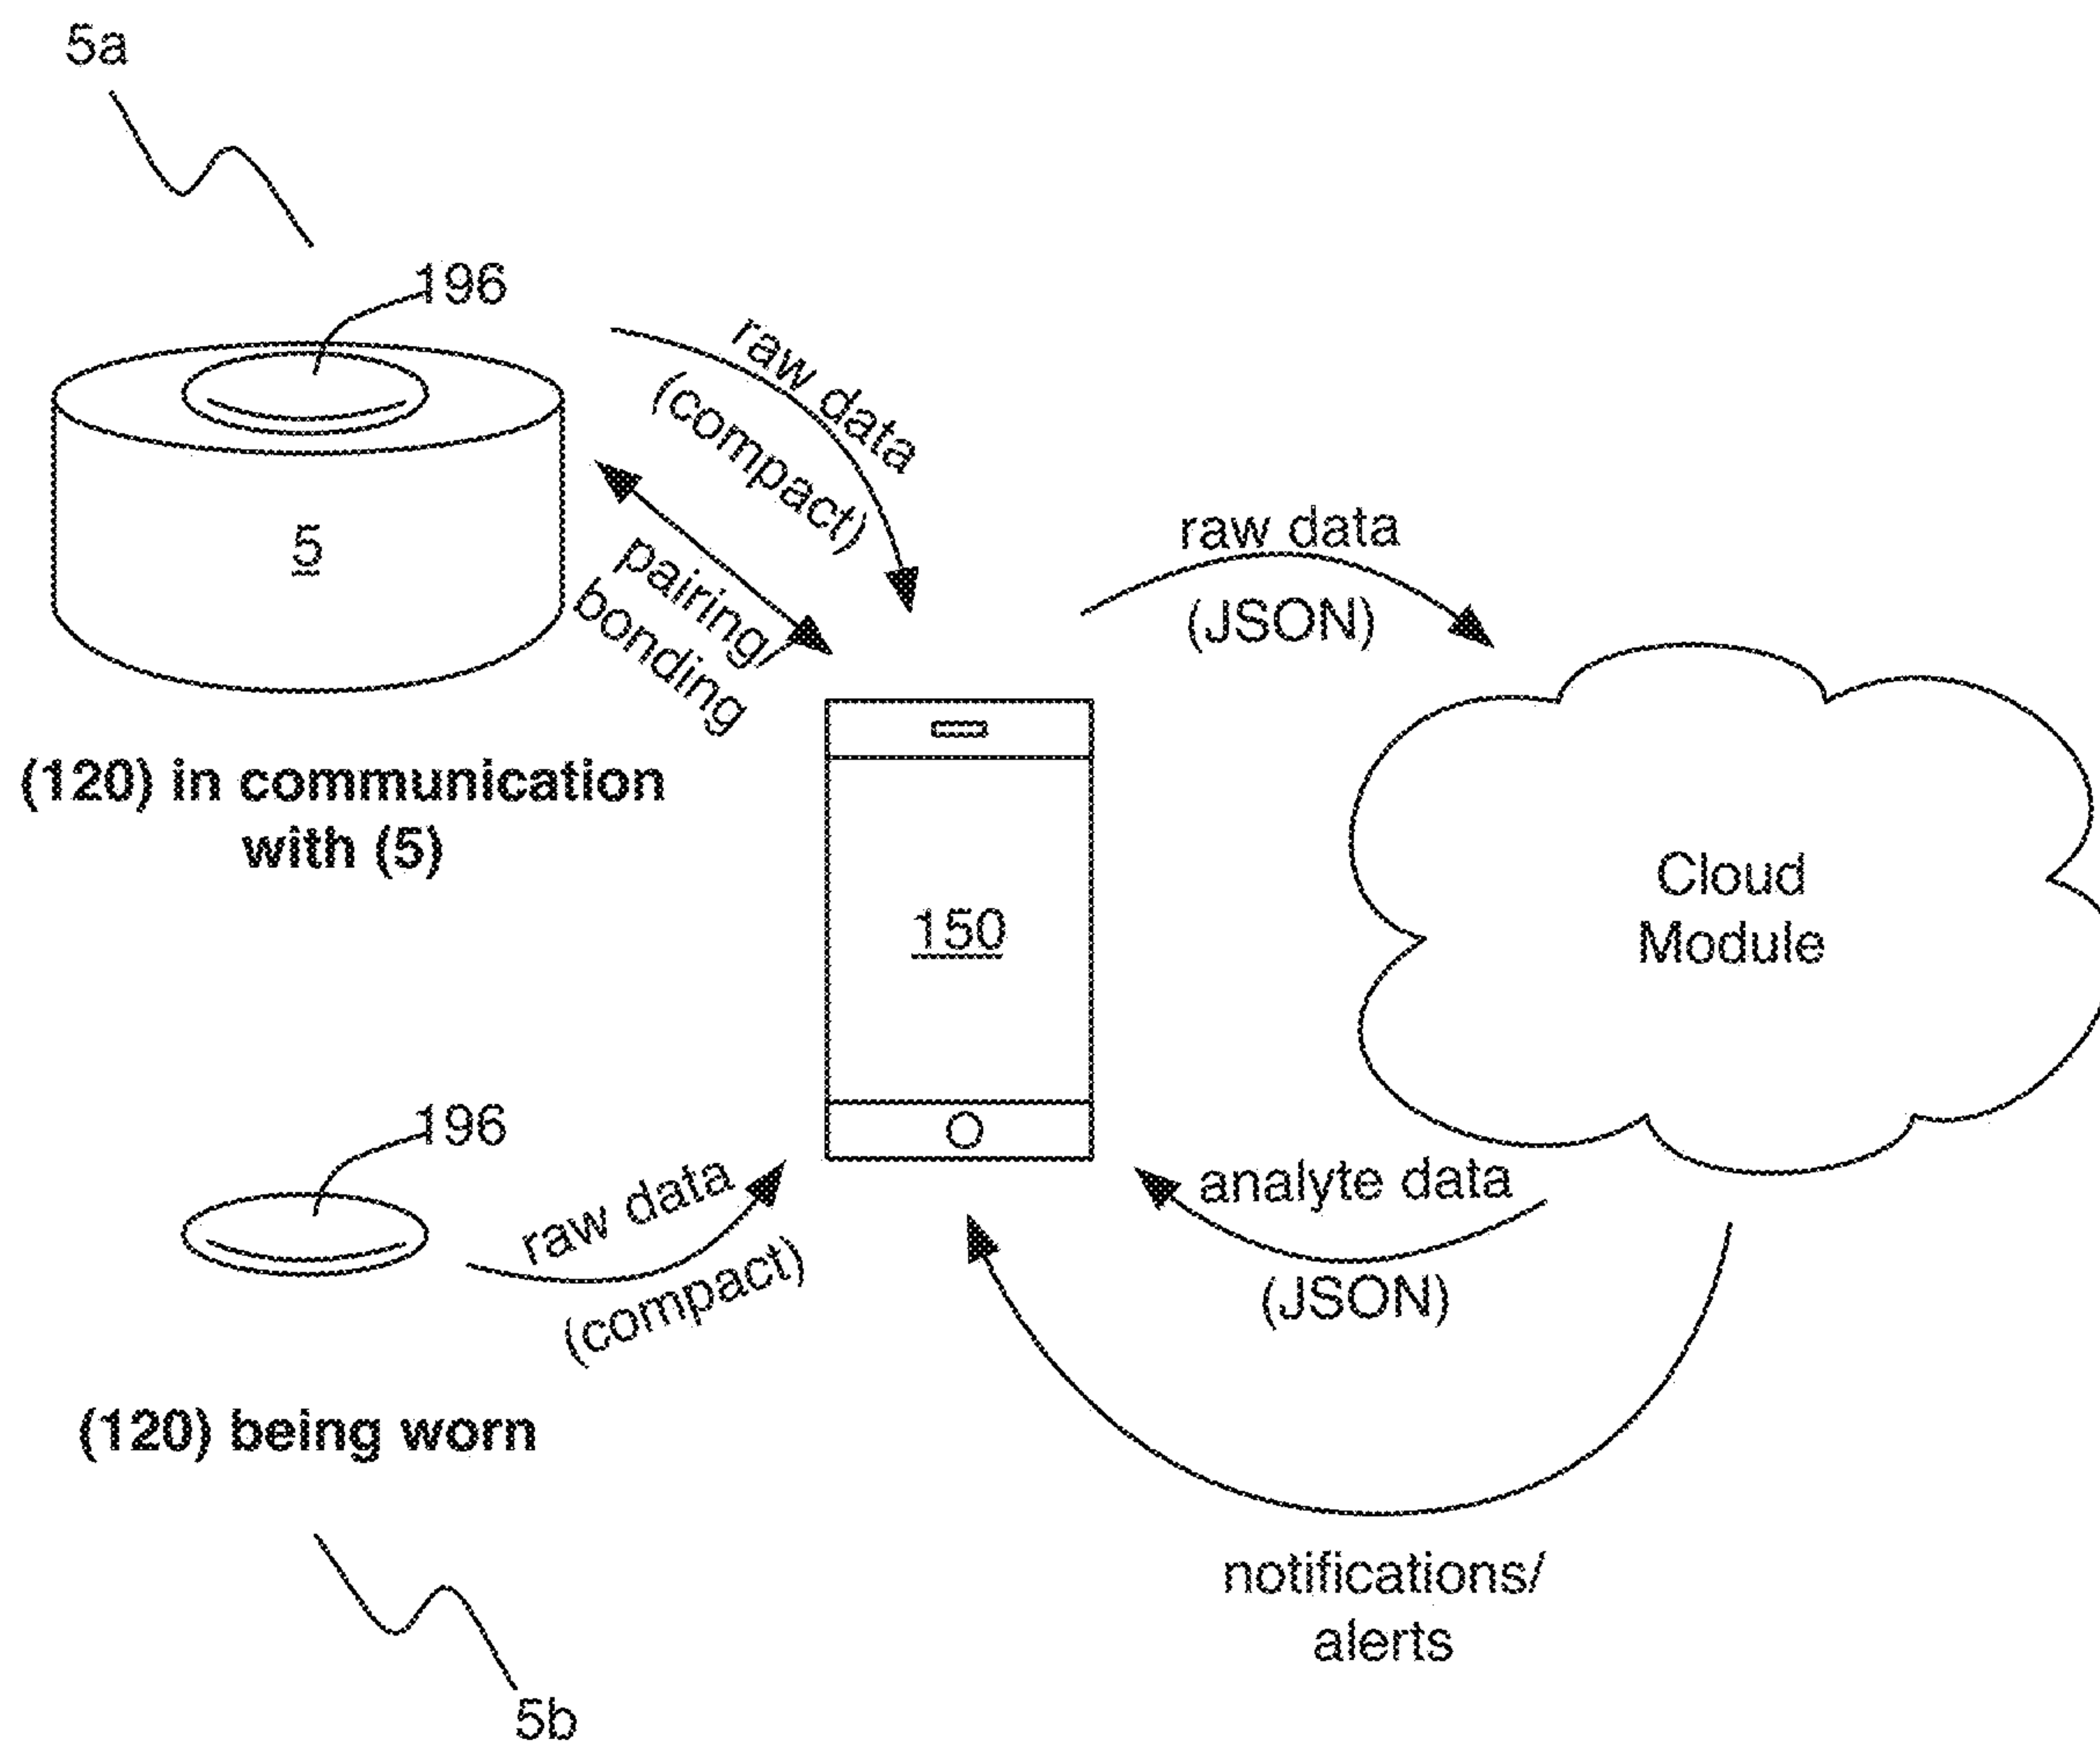 5a
196
raw data
(compact)
5
pairing/
bonding
raw data
(JSON)
(120) in communication
with (5)
150
Cloud
Module
196
raw data
(compact)
analyte data
(JSON)
(120) being worn
notifications/
alerts
5b